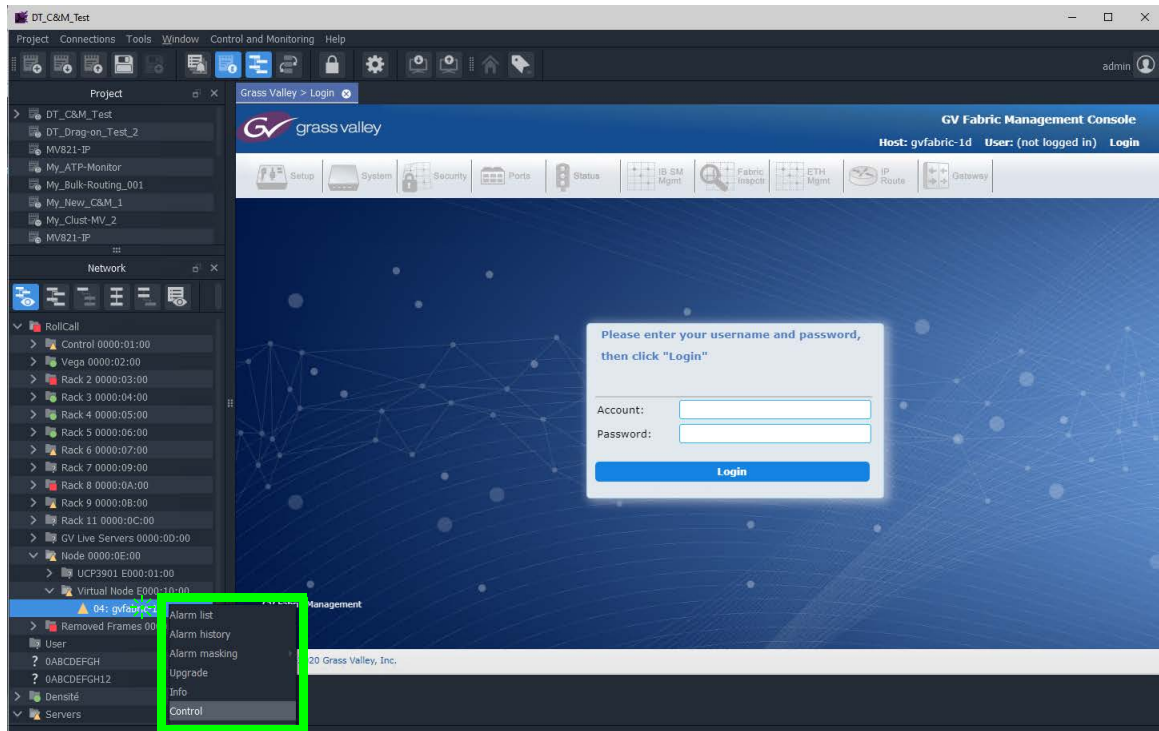 DT_C&M_Test
Project Connections Tools Window Control and Monitoring Help
admin
Project
DT_C&M_Test
DT_Drag-on_Test_2
MV821-IP
My_ATP-Monitor
My_Bulk-Routing_001
My_New_C&M_1
My_Clust-MV_2
MV821-IP
Network
RollCall
Control 0000:01:00
Vega 0000:02:00
Rack 2 0000:03:00
Rack 3 0000:04:00
Rack 4 0000:05:00
Rack 5 0000:06:00
Rack 6 0000:07:00
Rack 7 0000:09:00
Rack 8 0000:0A:00
Rack 9 0000:0B:00
Rack 11 0000:0C:00
GV Live Servers 0000:0D:00
Node 0000:0E:00
UCP3901 E000:01:00
Virtual Node E000:10:00
04: gvfabric-1
Removed Frames 000
User
0ABCDEFGH
0ABCDEFGH12
Densité
Servers
Alarm list
Alarm history
Alarm masking
Upgrade
Info
Control
Grass Valley > Login
GV grass valley
GV Fabric Management Console
Host: gvfabric-1d User: (not logged in) Login
Setup
System
Security
Ports
Status
IB SM Mgmt
Fabric Inspctr
ETH Mgmt
IP Route
Gateway
Please enter your username and password,
then click "Login"
Account:
Password:
Login
Management
20 Grass Valley, Inc.